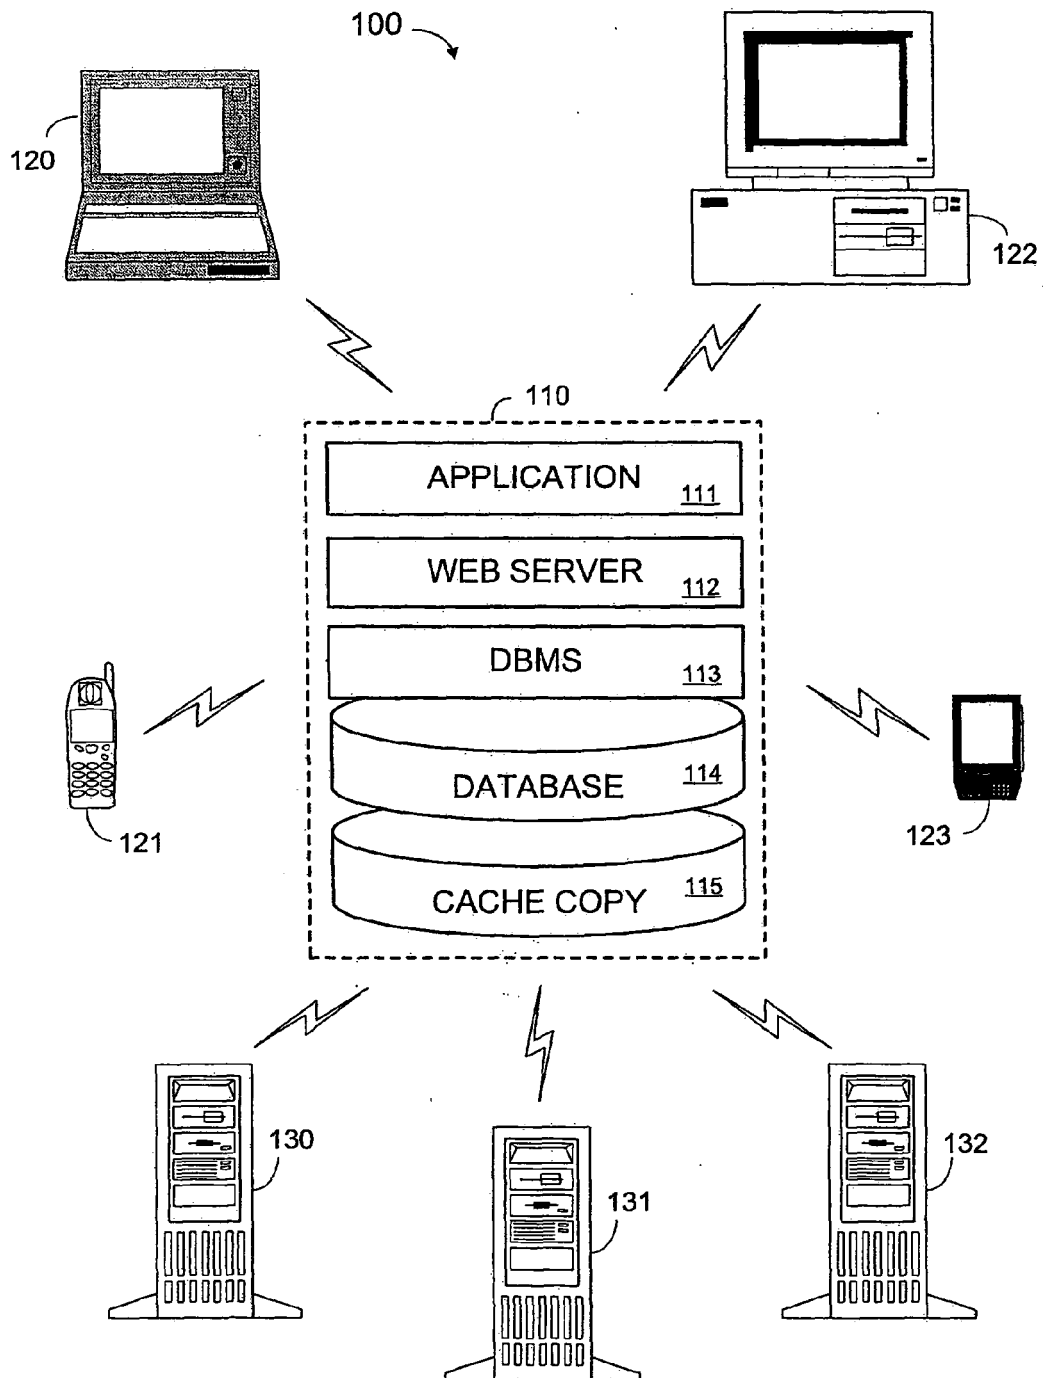 100
120
122
110
APPLICATION 111
WEB SERVER 112
DBMS 113
DATABASE 114
CACHE COPY 115
121
123
130
131
132